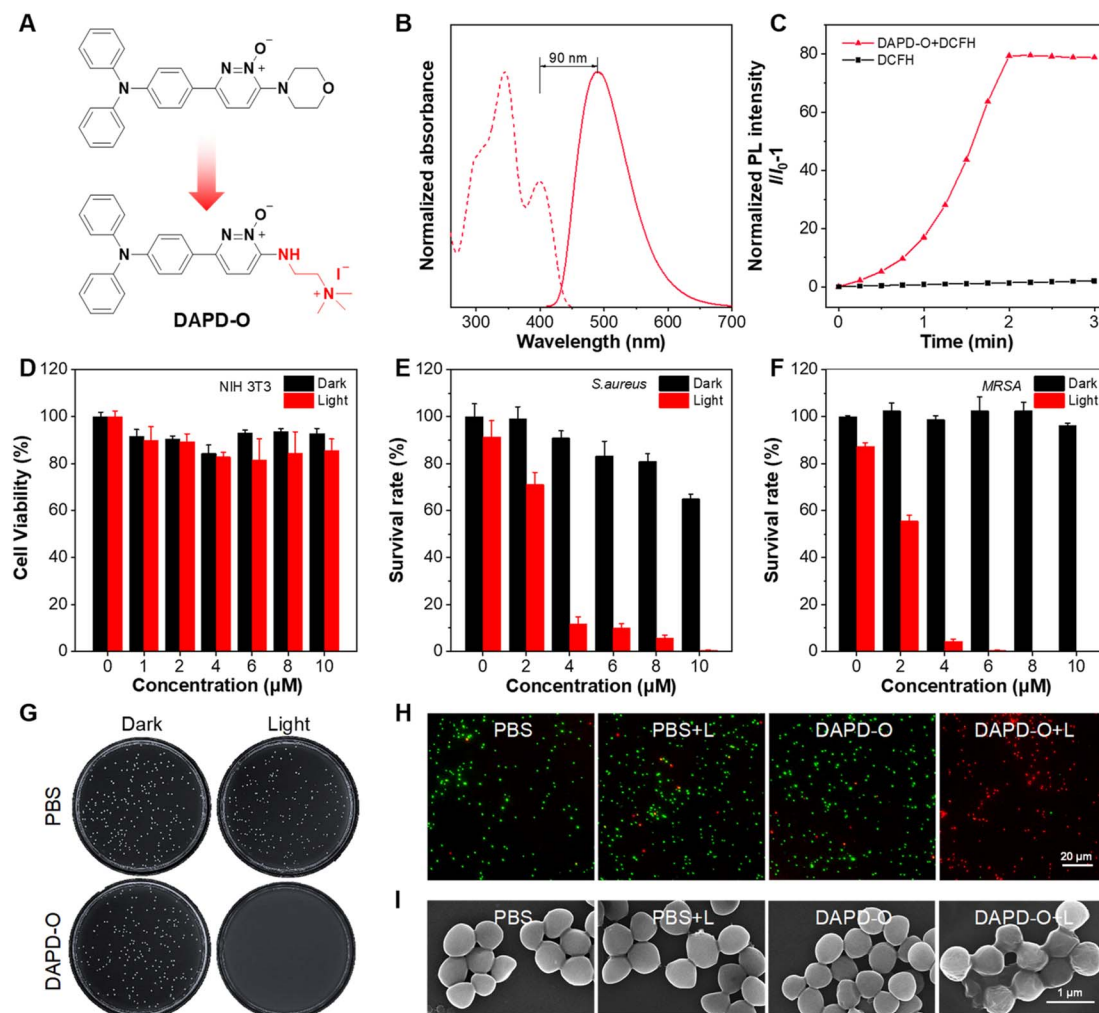 A
O⁻
N
N
+
N
N
O
O⁻
N
N
+
N
NH
I⁻
N
+
DAPD-O
B
90 nm
Normalized absorbance
300
400
500
600
700
Wavelength (nm)
C
DAPD-O+DCFH
DCFH
Normalized PL intensity
I/I₀-1
80
60
40
20
0
0
1
2
3
Time (min)
D
NIH 3T3
Dark
Light
Cell Viability (%)
120
100
80
60
40
20
0
0 1 2 4 6 8 10
Concentration (μM)
E
S.aureus
Dark
Light
Survival rate (%)
120
100
80
60
40
20
0
0 2 4 6 8 10
Concentration (μM)
F
MRSA
Dark
Light
Survival rate (%)
120
100
80
60
40
20
0
0 2 4 6 8 10
Concentration (μM)
G
Dark
Light
PBS
DAPD-O
H
PBS
PBS+L
DAPD-O
DAPD-O+L
20 μm
I
PBS
PBS+L
DAPD-O
DAPD-O+L
1 μm